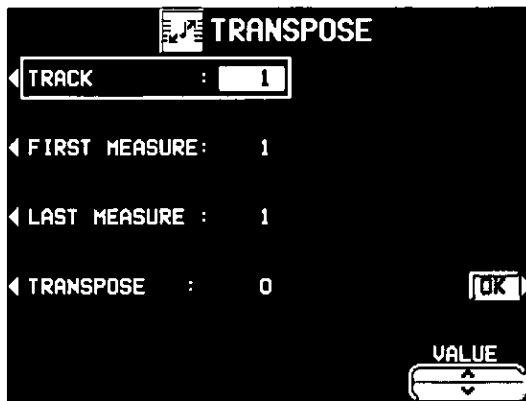 TRANSPOSE
TRACK : 1
FIRST MEASURE: 1
LAST MEASURE : 1
TRANSPOSE : 0
OK
VALUE